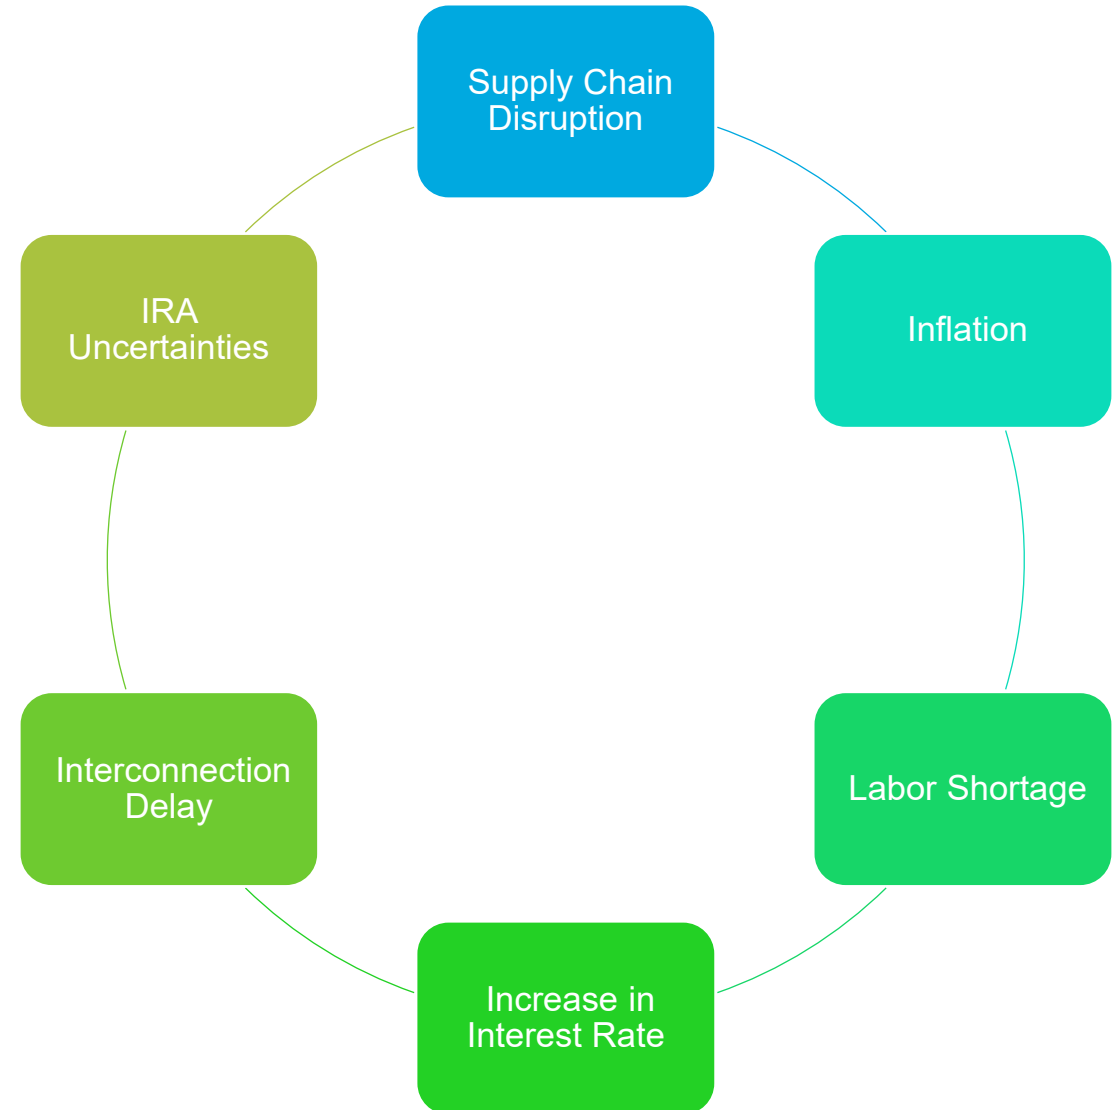 Supply Chain
Disruption
Inflation
Labor Shortage
Increase in
Interest Rate
Interconnection
Delay
IRA
Uncertainties